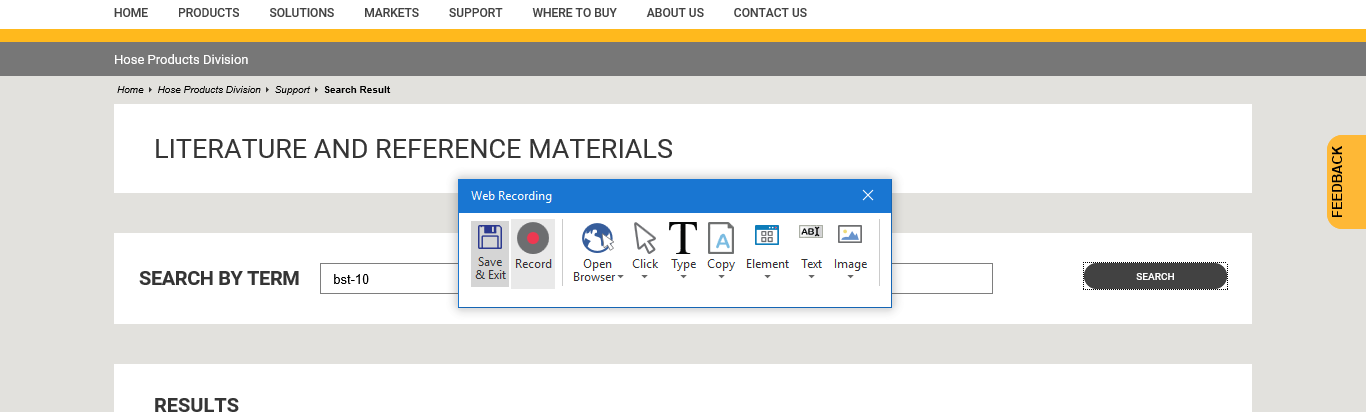 HOME PRODUCTS SOLUTIONS MARKETS SUPPORT WHERE TO BUY ABOUT US CONTACT US
Hose Products Division
Home Hose Products Division Support Search Result
LITERATURE AND REFERENCE MATERIALS
FEEDBACK
Web Recording
Save & Exit
Record
Open Browser
Click
Type
Copy
Element
Text
Image
SEARCH BY TERM
bst-10
SEARCH
RESULTS